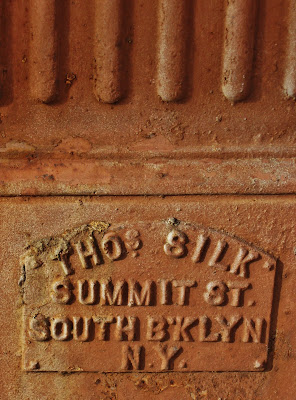 THOS SILK
SUMMIT ST.
SOUTH B'KLYN
N.Y.